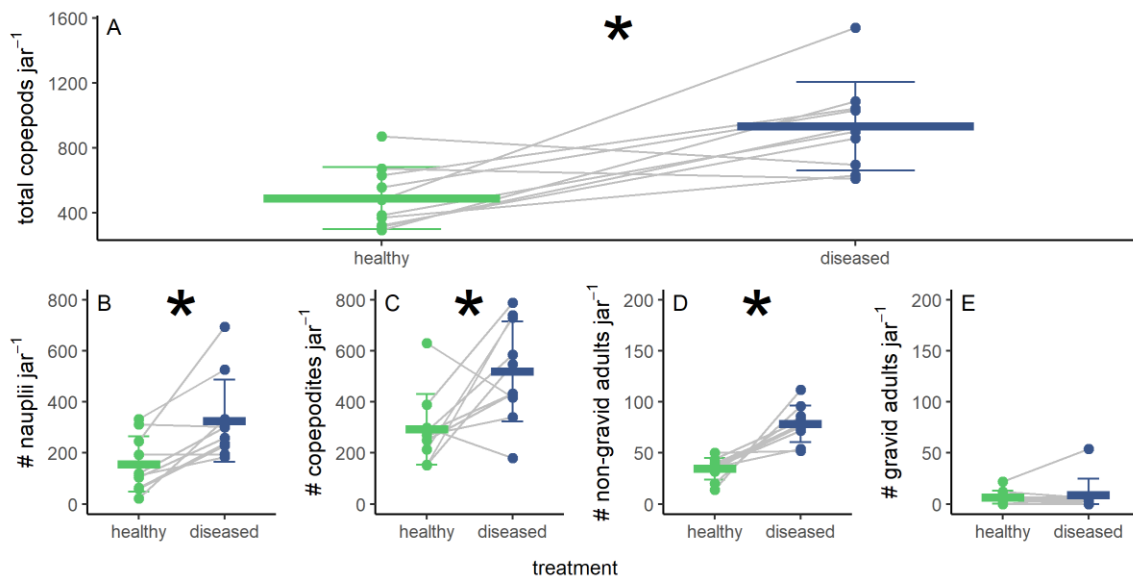 A
*
total copepods jar⁻¹
1600
1200
800
400
healthy
diseased
B
*
# nauplii jar⁻¹
800
600
400
200
0
healthy
diseased
C
*
# copepodites jar⁻¹
800
600
400
200
0
healthy
diseased
D
*
# non-gravid adults jar⁻¹
200
150
100
50
0
healthy
diseased
E
# gravid adults jar⁻¹
200
150
100
50
0
healthy
diseased
treatment